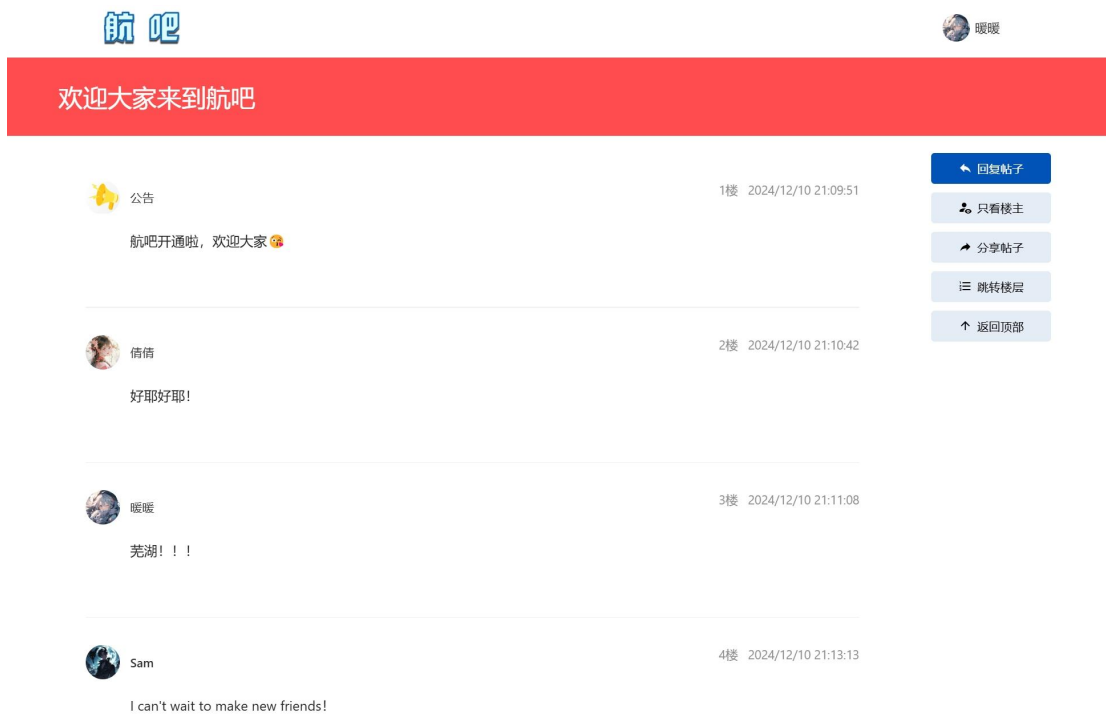 航吧
暖暖
欢迎大家来到航吧
公告
1楼 2024/12/10 21:09:51
航吧开通啦，欢迎大家😘
倩倩
2楼 2024/12/10 21:10:42
好耶好耶！
暖暖
3楼 2024/12/10 21:11:08
芜湖！！！
Sam
4楼 2024/12/10 21:13:13
I can't wait to make new friends!
回复帖子
只看楼主
分享帖子
跳转楼层
返回顶部